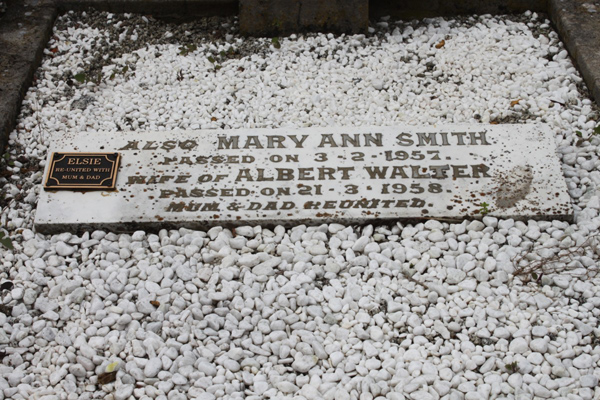 ALSO MARY ANN SMITH
PASSED ON 3-2-1957.
WIFE OF ALBERT WALTER
PASSED ON 21-3-1958.
MUM & DAD REUNITED.
ELSIE
RE-UNITED WITH
MUM & DAD